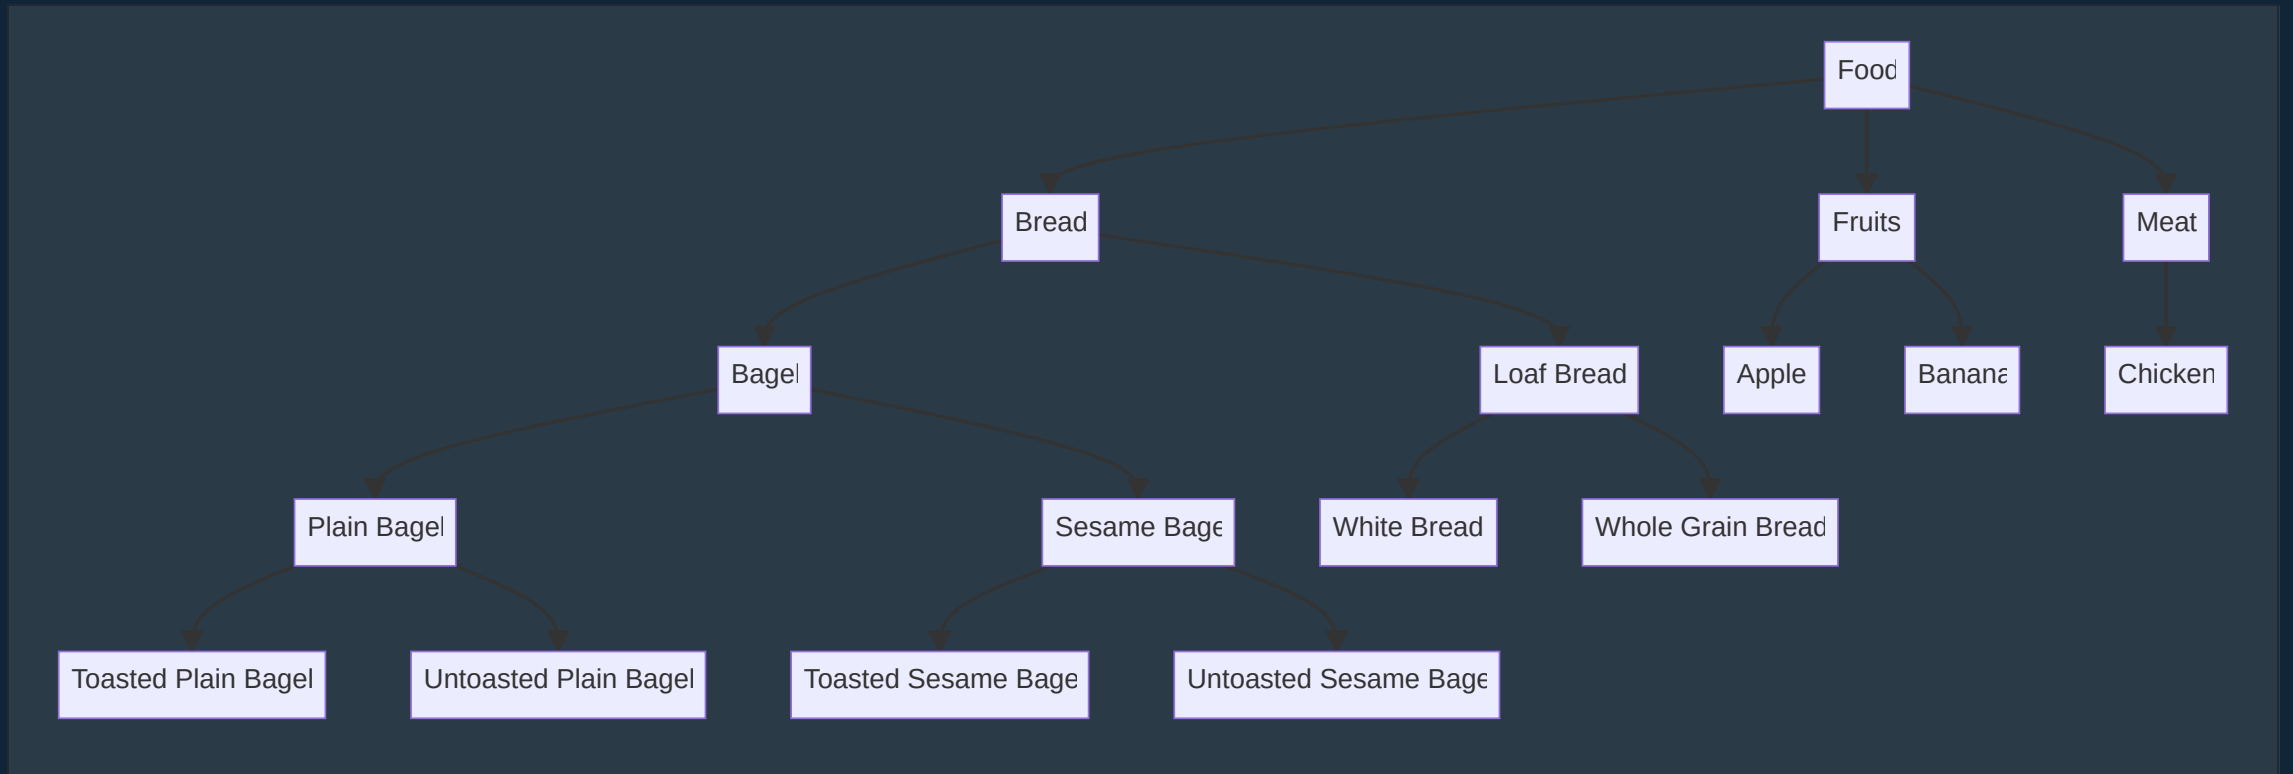 Food
Bread
Fruits
Meat
Bagel
Loaf Bread
Apple
Banana
Chicken
Plain Bagel
Sesame Bage
White Bread
Whole Grain Bread
Toasted Plain Bagel
Untoasted Plain Bagel
Toasted Sesame Bage
Untoasted Sesame Bage